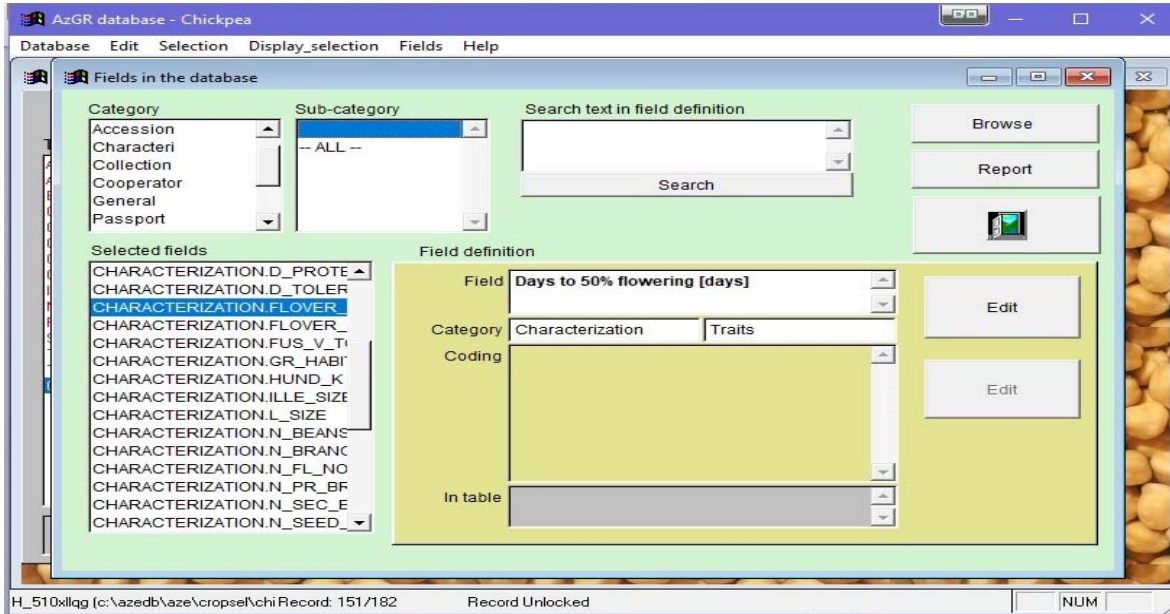 AzGR database - Chickpea
Database Edit Selection Display_selection Fields Help
Fields in the database
Category
Accession
Characteri
Collection
Cooperator
General
Passport
Sub-category
-- ALL --
Search text in field definition
Search
Browse
Report
Selected fields
CHARACTERIZATION.D_PROTE
CHARACTERIZATION.D_TOLER
CHARACTERIZATION.FLOVER_
CHARACTERIZATION.FLOVER_
CHARACTERIZATION.FUS_V_T
CHARACTERIZATION.GR_HABI
CHARACTERIZATION.HUND_K
CHARACTERIZATION.ILLE_SIZE
CHARACTERIZATION.L_SIZE
CHARACTERIZATION.N_BEANS
CHARACTERIZATION.N_BRANC
CHARACTERIZATION.N_FL_NO
CHARACTERIZATION.N_PR_BR
CHARACTERIZATION.N_SEC_E
CHARACTERIZATION.N_SEED_
Field definition
Field Days to 50% flowering [days]
Category Characterization Traits
Coding
In table
Edit
Edit
H_510xllqg (c:\azedb\aze\cropsel\chi Record: 151/182 Record Unlocked NUM